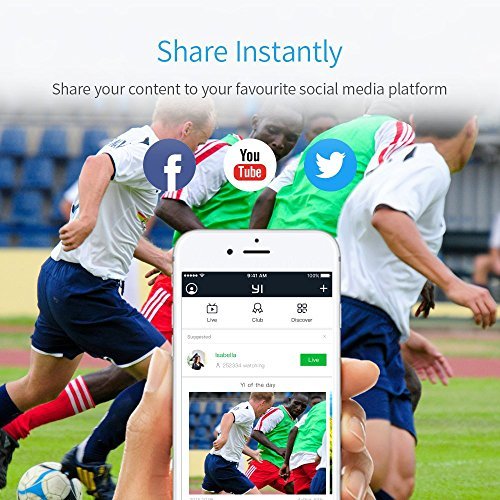 Share Instantly
Share your content to your favourite social media platform
f
You
Tube
9:41 AM
100%
YI
Live
Club
Discover
Suggested
Isabella
252354 watching
Live
YI of the day